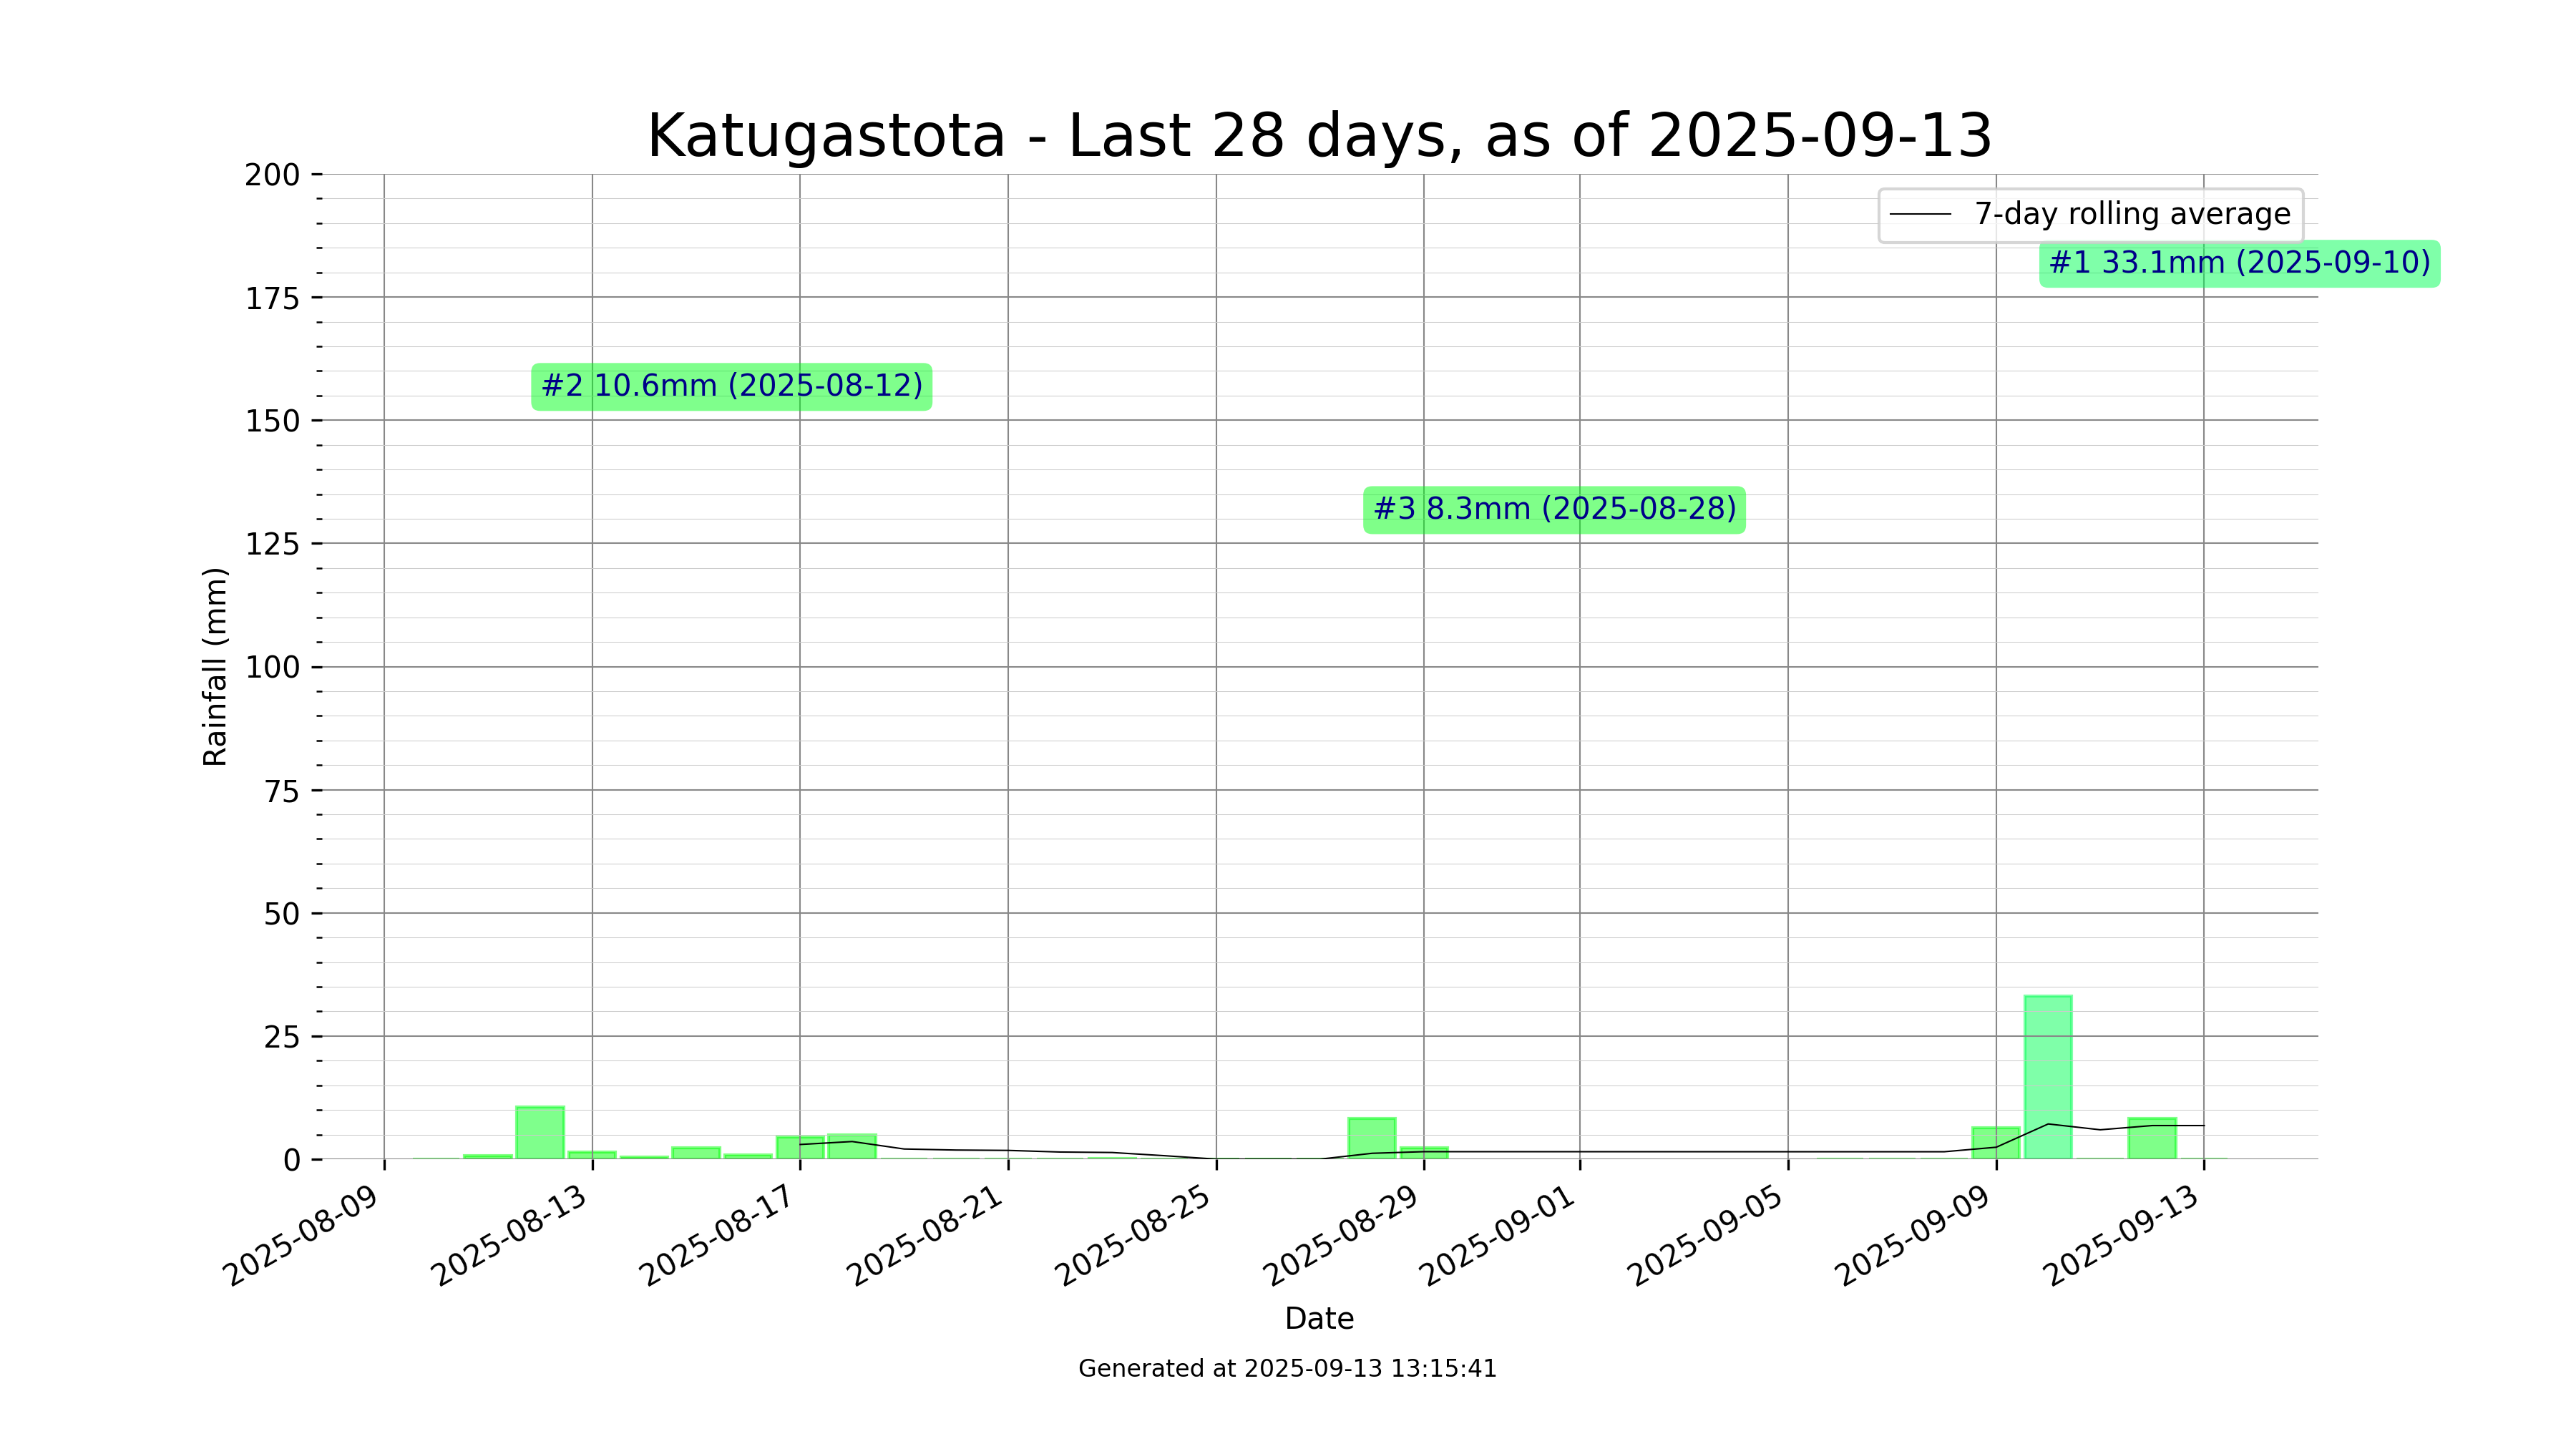 Katugastota - Last 28 days, as of 2025-09-13
200
175
150
125
100
75
50
25
0
Rainfall (mm)
7-day rolling average
#1 33.1mm (2025-09-10)
#2 10.6mm (2025-08-12)
#3 8.3mm (2025-08-28)
2025-08-09
2025-08-13
2025-08-17
2025-08-21
2025-08-25
2025-08-29
2025-09-01
2025-09-05
2025-09-09
2025-09-13
Date
Generated at 2025-09-13 13:15:41